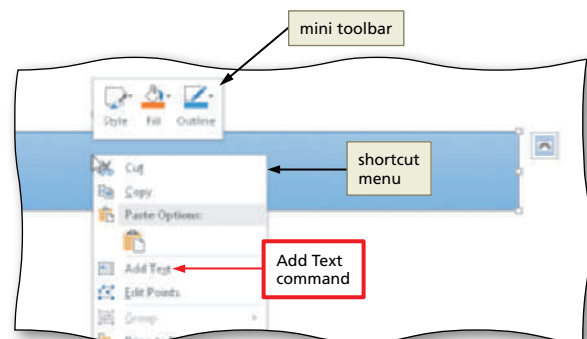 mini toolbar
Style Fill Outline
shortcut
menu
Cut
Copy
Paste Options:
Add Text
Add Text
command
Edit Points
Group